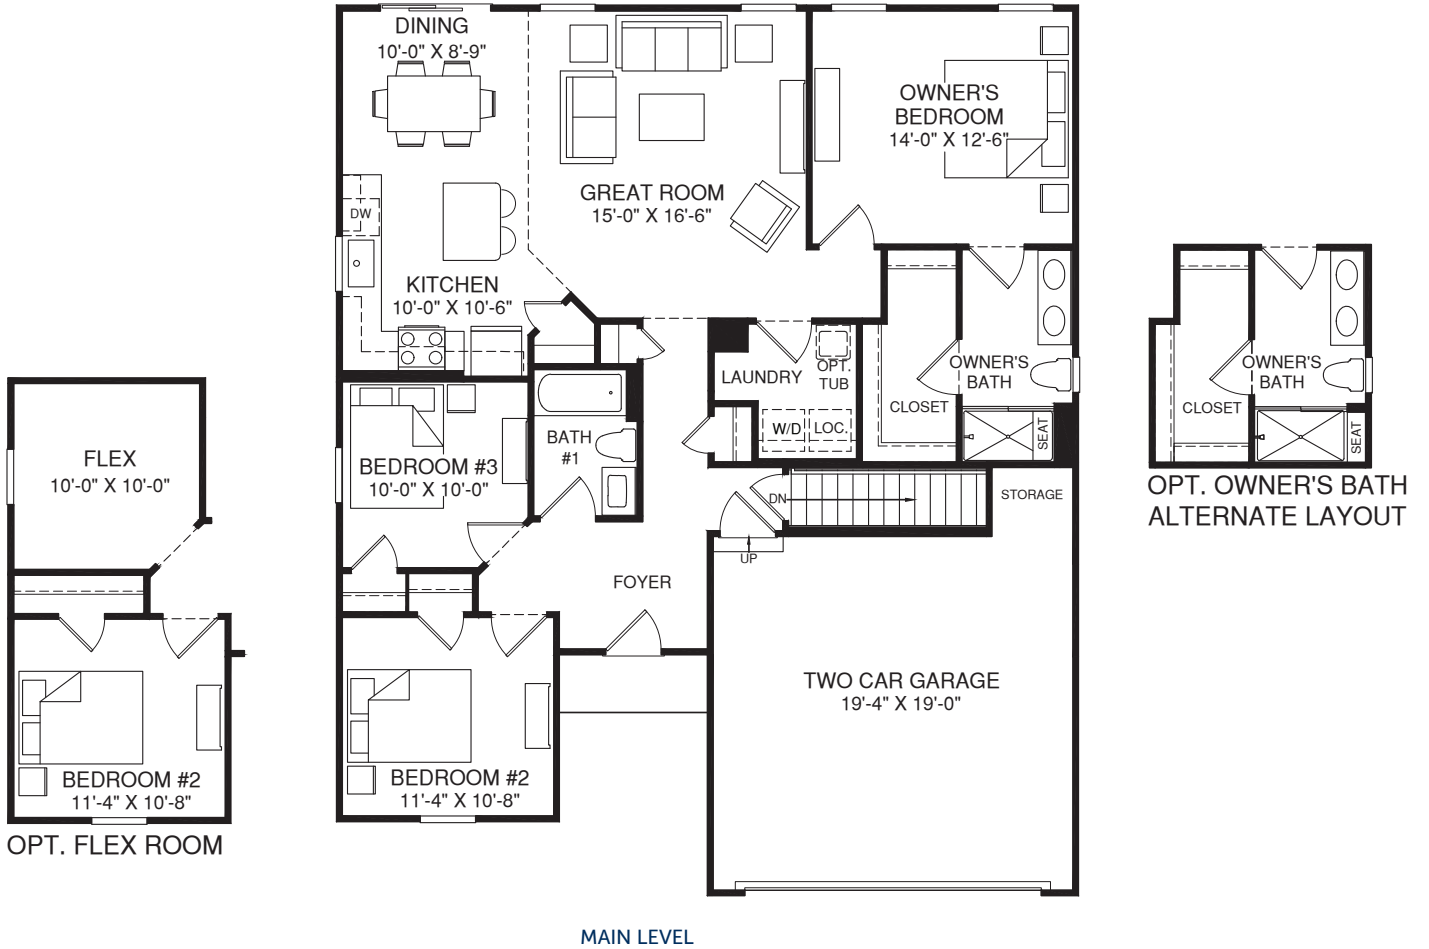 DINING
10'-0" X 8'-9"
OWNER'S
BEDROOM
14'-0" X 12'-6"
GREAT ROOM
15'-0" X 16'-6"
DW
KITCHEN
10'-0" X 10'-6"
LAUNDRY
OPT.
TUB
W/D
LOC.
CLOSET
OWNER'S
BATH
SEAT
BATH
#1
BEDROOM #3
10'-0" X 10'-0"
DN
STORAGE
UP
FOYER
TWO CAR GARAGE
19'-4" X 19'-0"
BEDROOM #2
11'-4" X 10'-8"
FLEX
10'-0" X 10'-0"
BEDROOM #2
11'-4" X 10'-8"
OPT. FLEX ROOM
OWNER'S
BATH
CLOSET
SEAT
OPT. OWNER'S BATH
ALTERNATE LAYOUT
MAIN LEVEL